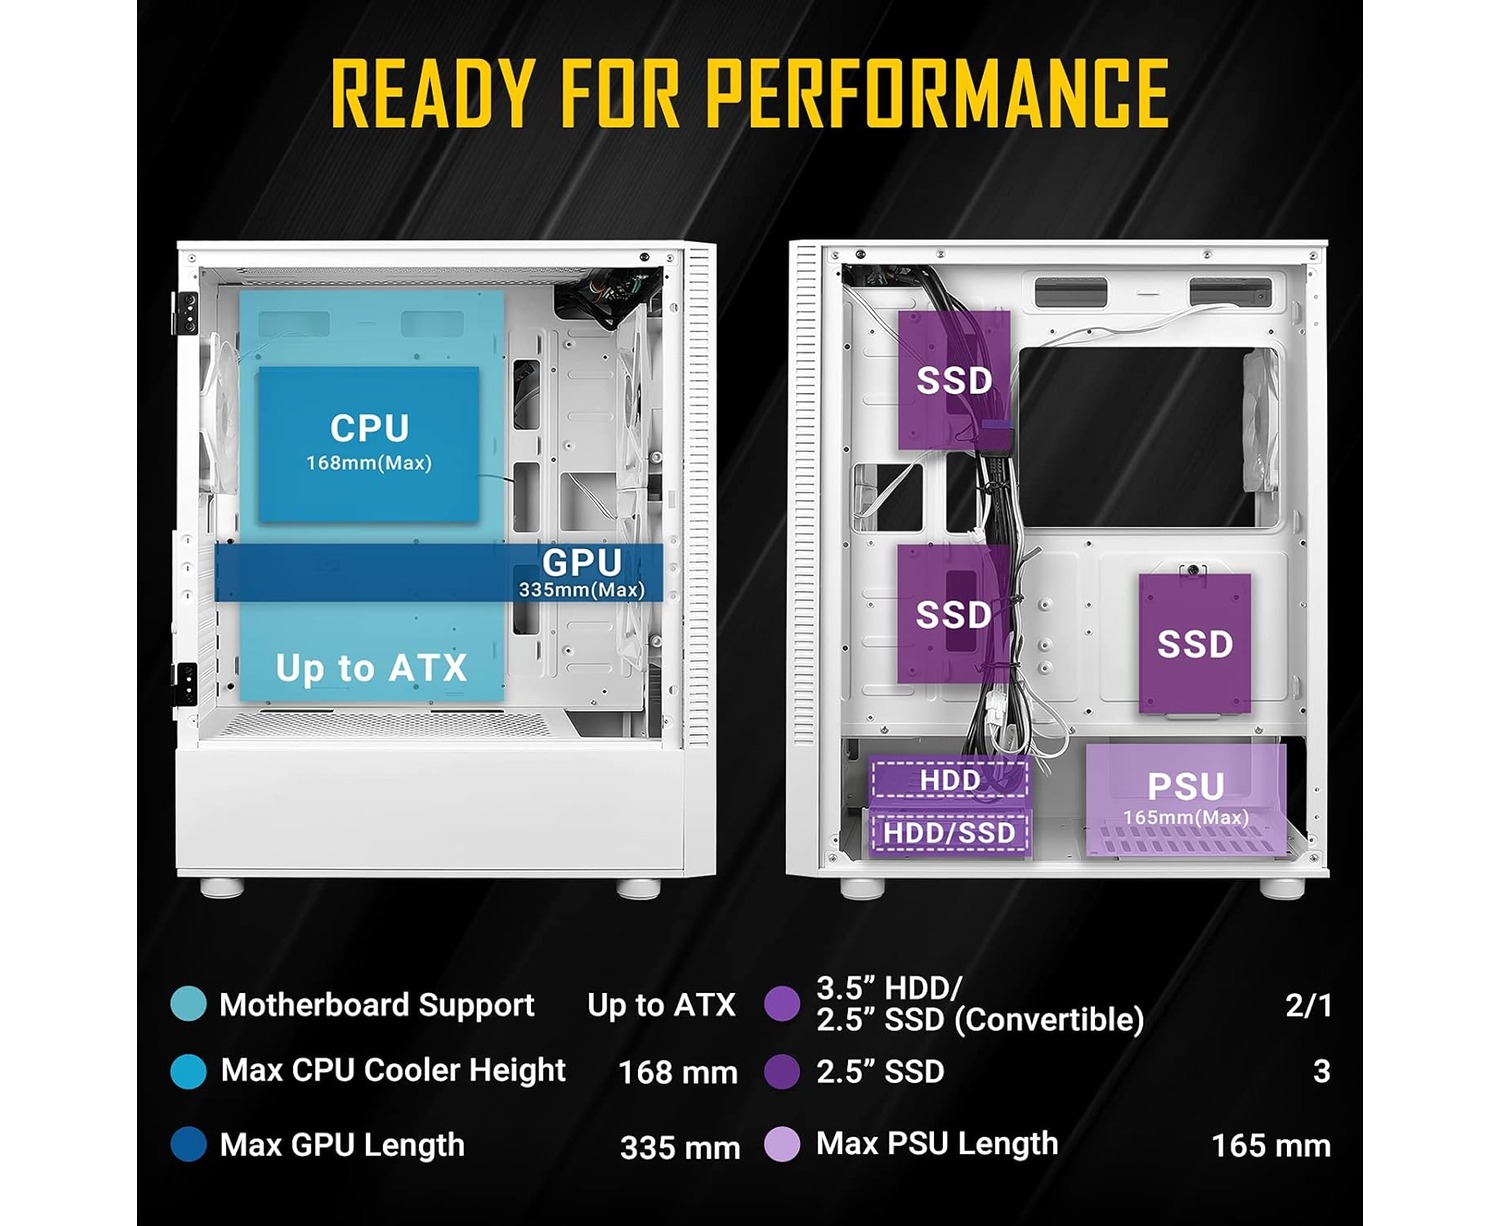 READY FOR PERFORMANCE
CPU
168mm(Max)
GPU
335mm(Max)
Up to ATX
SSD
SSD
SSD
HDD
HDD/SSD
PSU
165mm(Max)
Motherboard Support Up to ATX
Max CPU Cooler Height 168 mm
Max GPU Length 335 mm
3.5” HDD/
2.5” SSD (Convertible) 2/1
2.5” SSD 3
Max PSU Length 165 mm